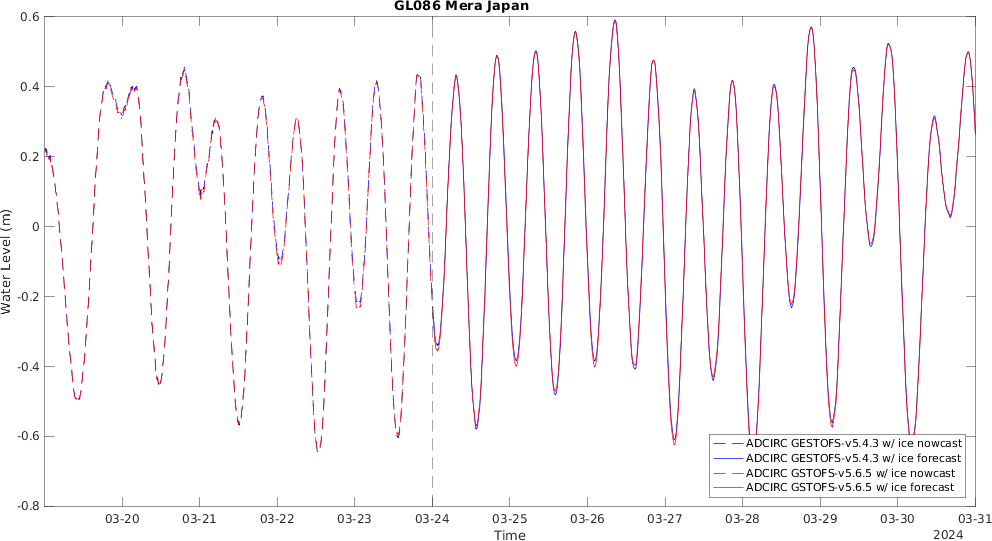 GL086 Mera Japan
0.6
0.4
0.2
0
-0.2
-0.4
-0.6
-0.8
Water Level (m)
ADCIRC GESTOFS-v5.4.3 w/ ice nowcast
ADCIRC GESTOFS-v5.4.3 w/ ice forecast
ADCIRC GSTOFS-v5.6.5 w/ ice nowcast
ADCIRC GSTOFS-v5.6.5 w/ ice forecast
03-20 03-21 03-22 03-23 03-24 03-25 03-26 03-27 03-28 03-29 03-30 03-31
Time
2024